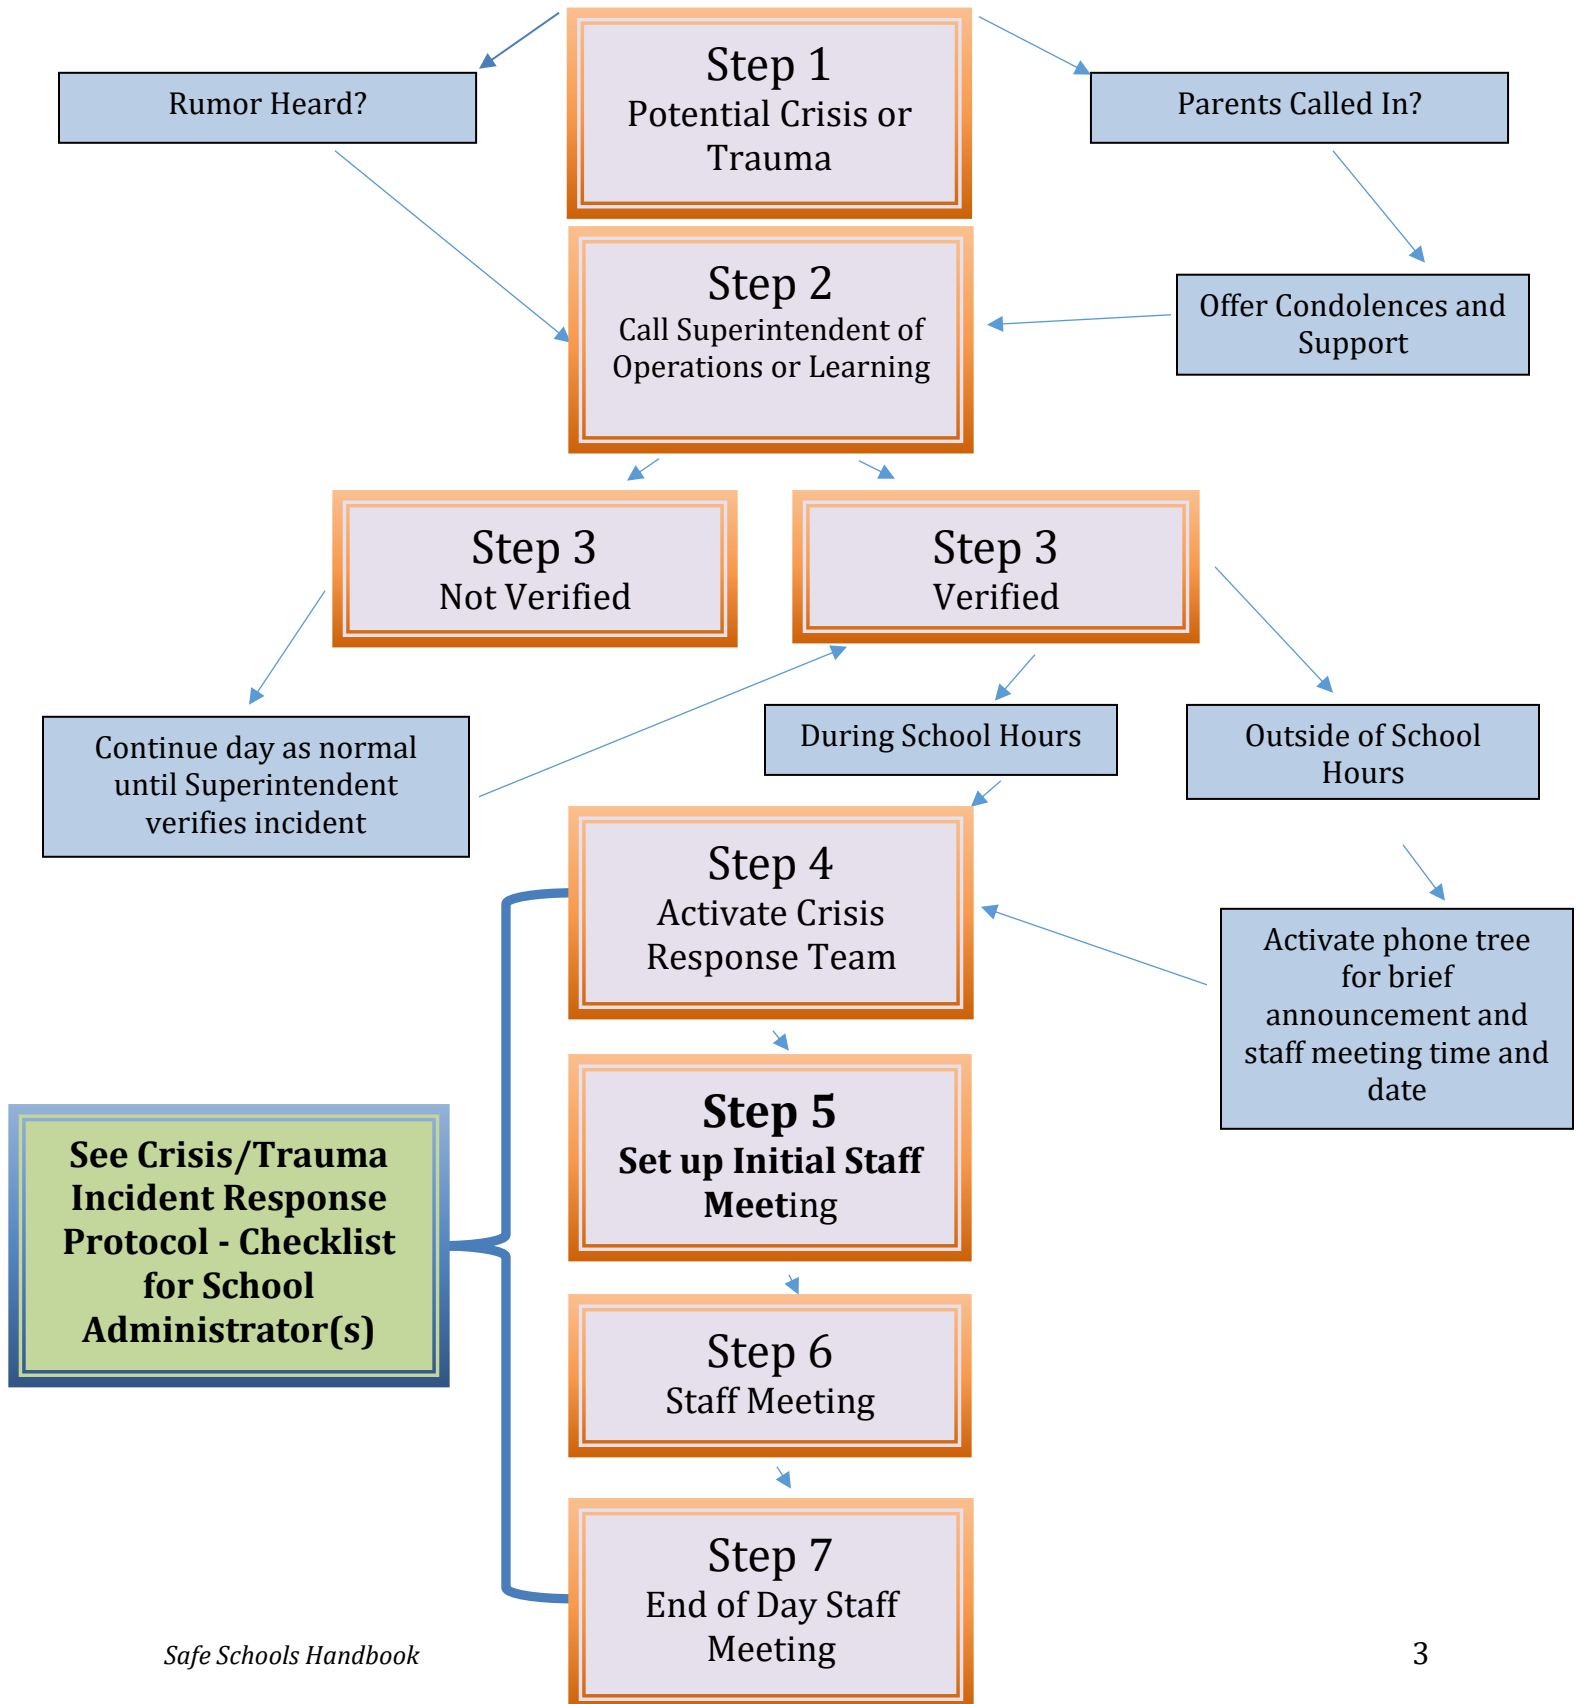 Step 1
Potential Crisis or
Trauma
Rumor Heard?
Parents Called In?
Step 2
Call Superintendent of
Operations or Learning
Offer Condolences and
Support
Step 3
Not Verified
Step 3
Verified
Continue day as normal
until Superintendent
verifies incident
During School Hours
Outside of School
Hours
Step 4
Activate Crisis
Response Team
Activate phone tree
for brief
announcement and
staff meeting time and
date
Step 5
Set up Initial Staff
Meeting
See Crisis/Trauma
Incident Response
Protocol - Checklist
for School
Administrator(s)
Step 6
Staff Meeting
Step 7
End of Day Staff
Meeting
Safe Schools Handbook
3